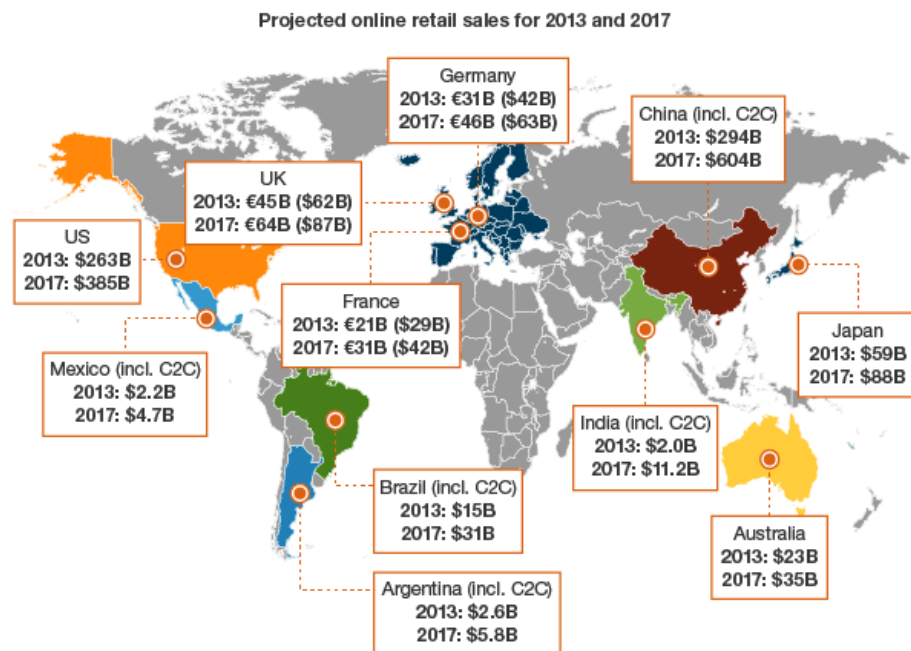 Projected online retail sales for 2013 and 2017
Germany
2013: €31B ($42B)
2017: €46B ($63B)
China (incl. C2C)
2013: $294B
2017: $604B
UK
2013: €45B ($62B)
2017: €64B ($87B)
US
2013: $263B
2017: $385B
France
2013: €21B ($29B)
2017: €31B ($42B)
Japan
2013: $59B
2017: $88B
Mexico (incl. C2C)
2013: $2.2B
2017: $4.7B
India (incl. C2C)
2013: $2.0B
2017: $11.2B
Brazil (incl. C2C)
2013: $15B
2017: $31B
Australia
2013: $23B
2017: $35B
Argentina (incl. C2C)
2013: $2.6B
2017: $5.8B